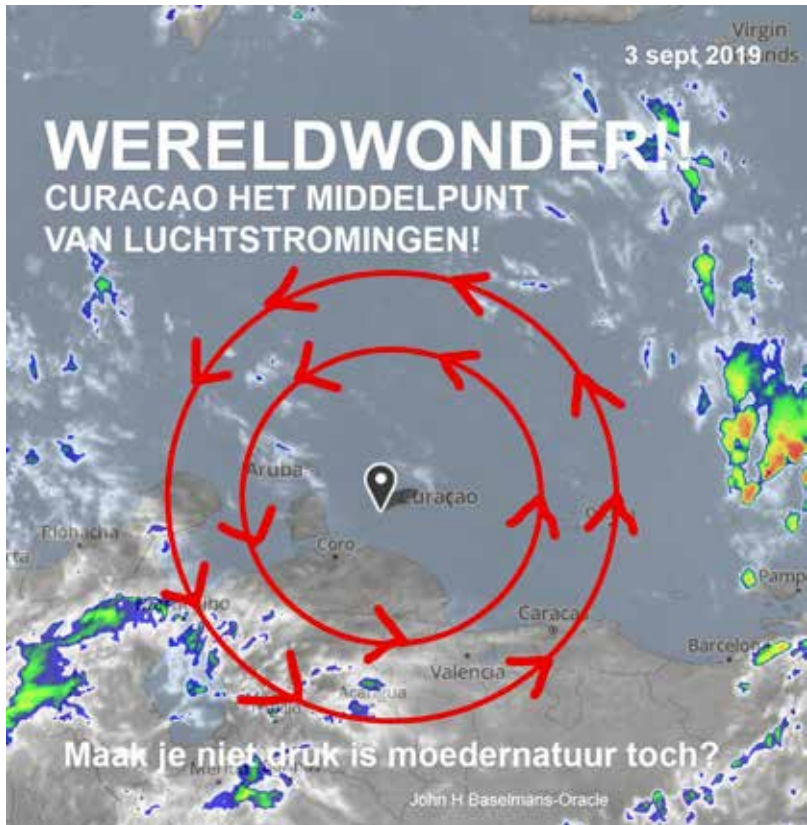 Virgin
3 sept 2019
WERELDWONDER!!
CURACAO HET MIDDELPUNT
VAN LUCHTSTROMINGEN!
Aruba
Curaçao
Riohacha
Coro
Caracas
Barcelona
Valencia
Maak je niet druk is moedernatuur toch?
John H Baselmans-Oracle